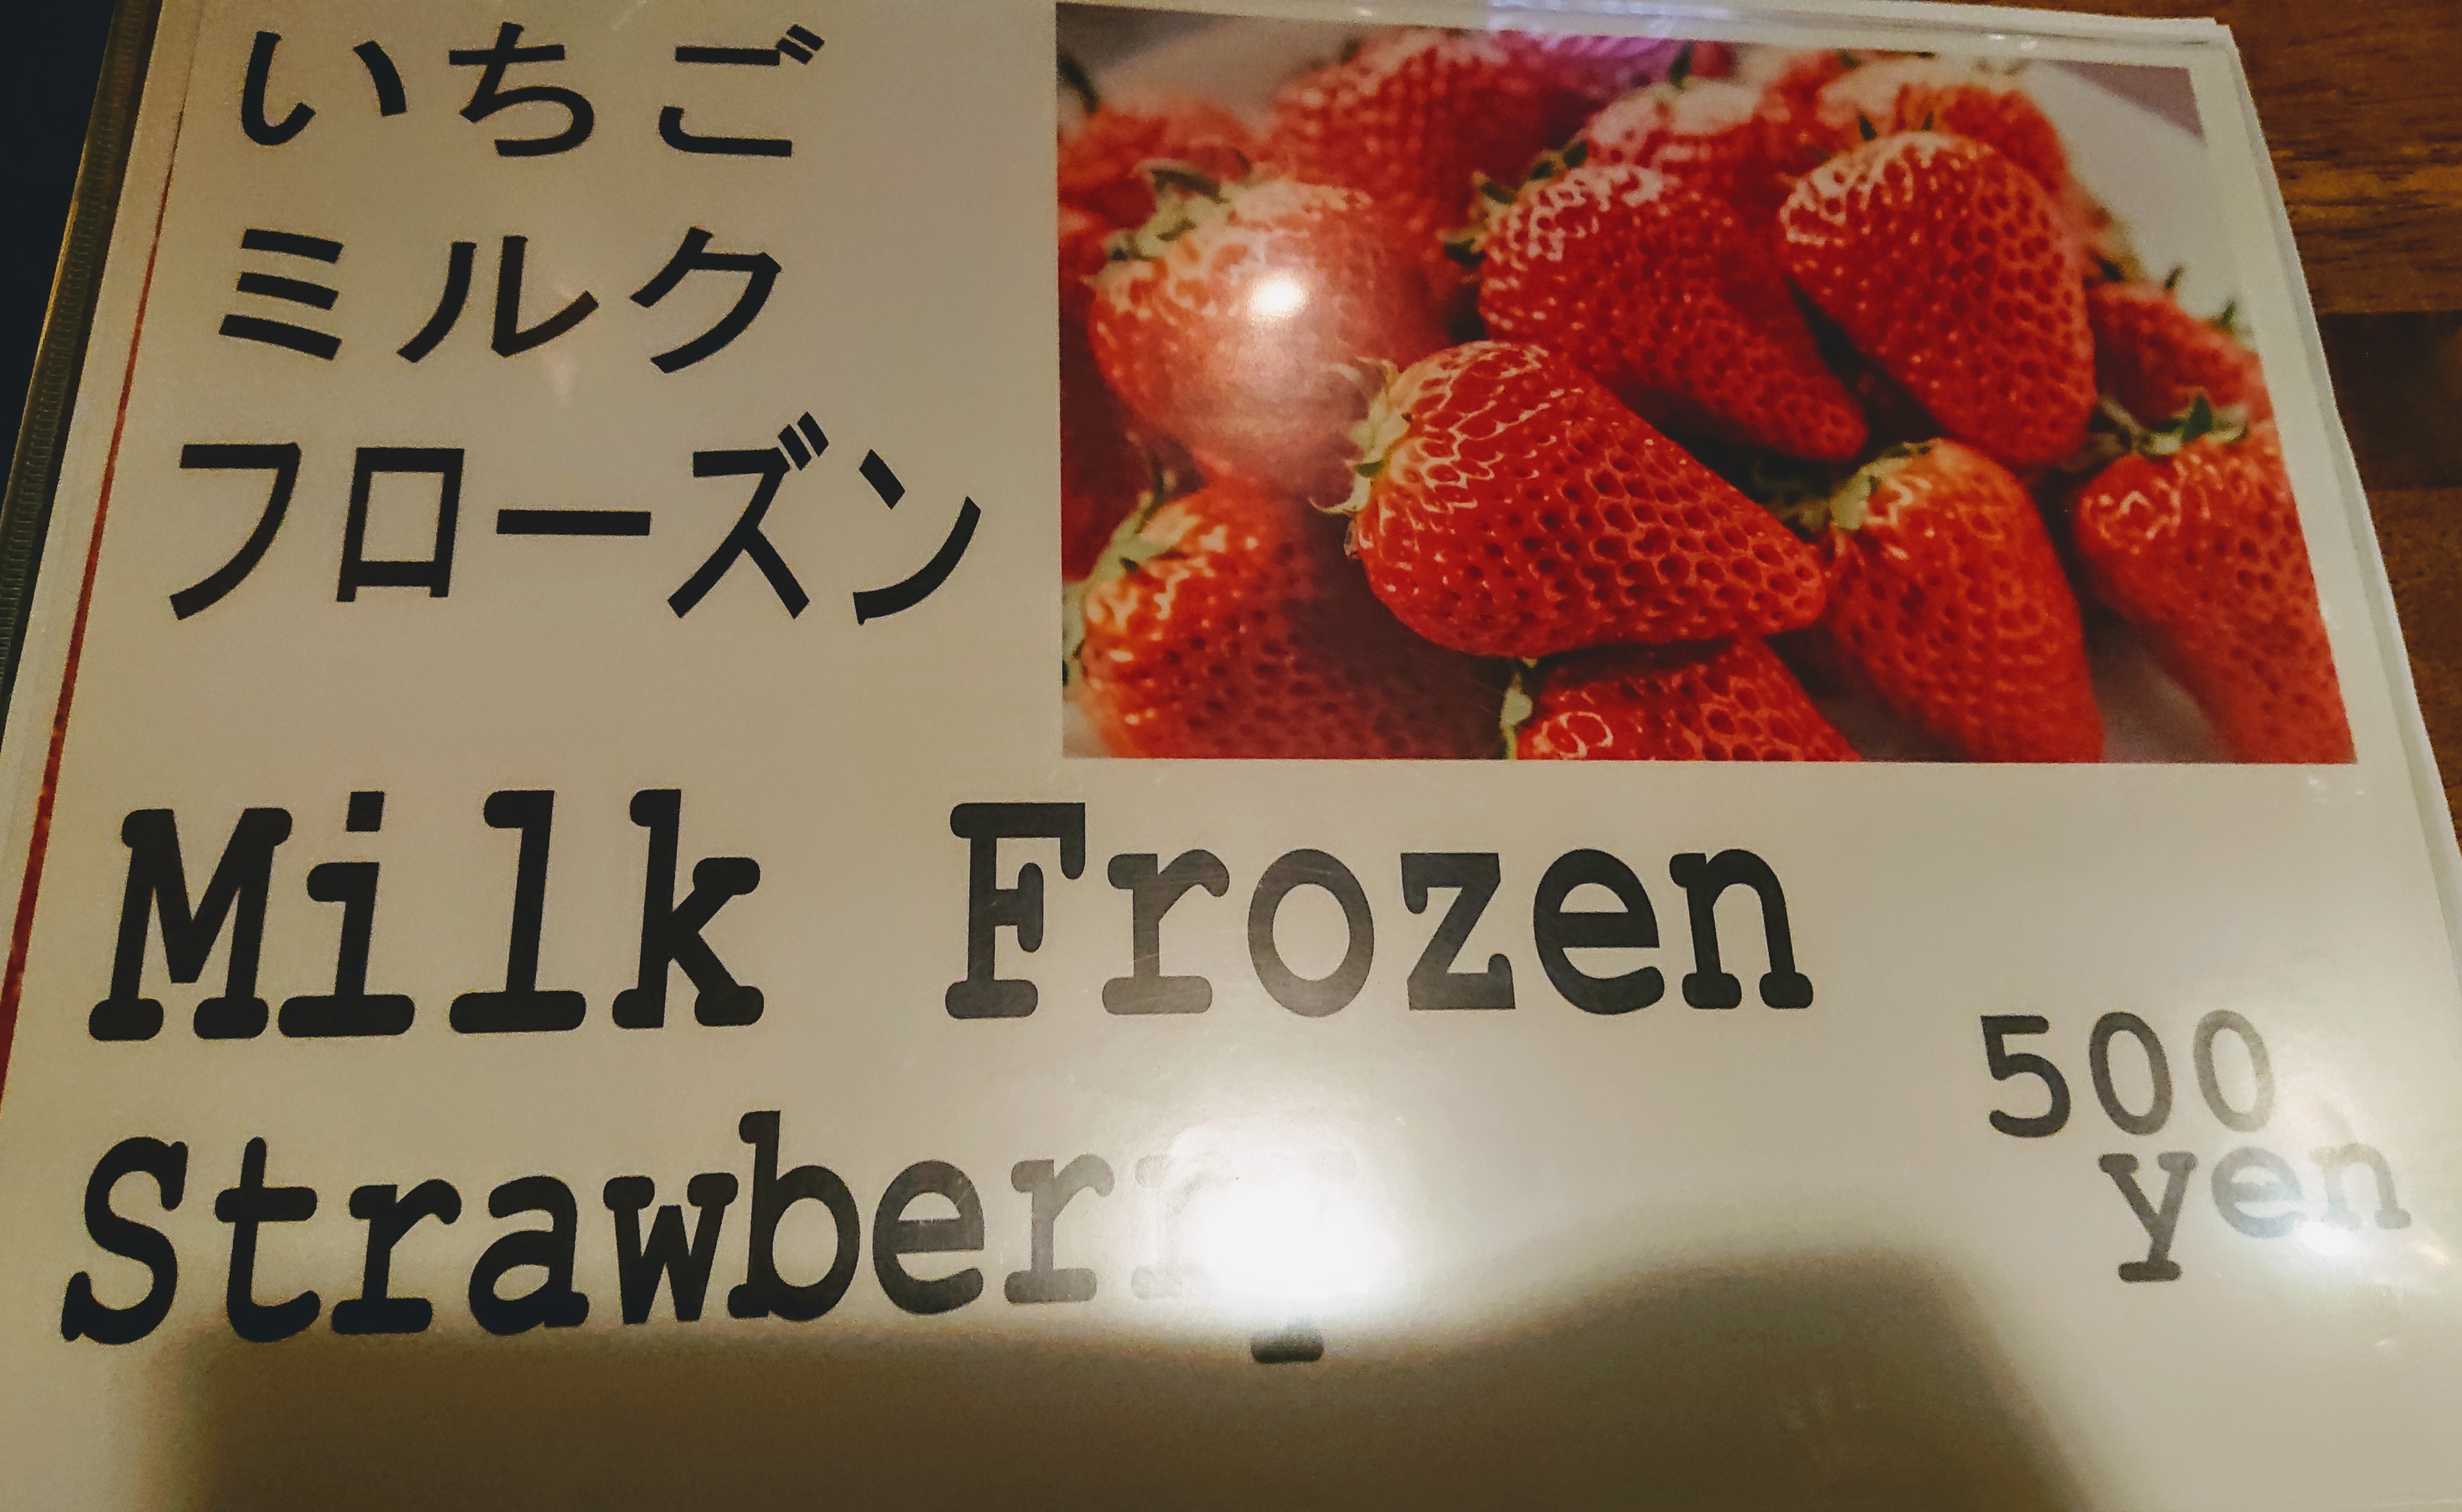 いちご
ミルク
フローズン
Milk Frozen
Strawberry
500
yen